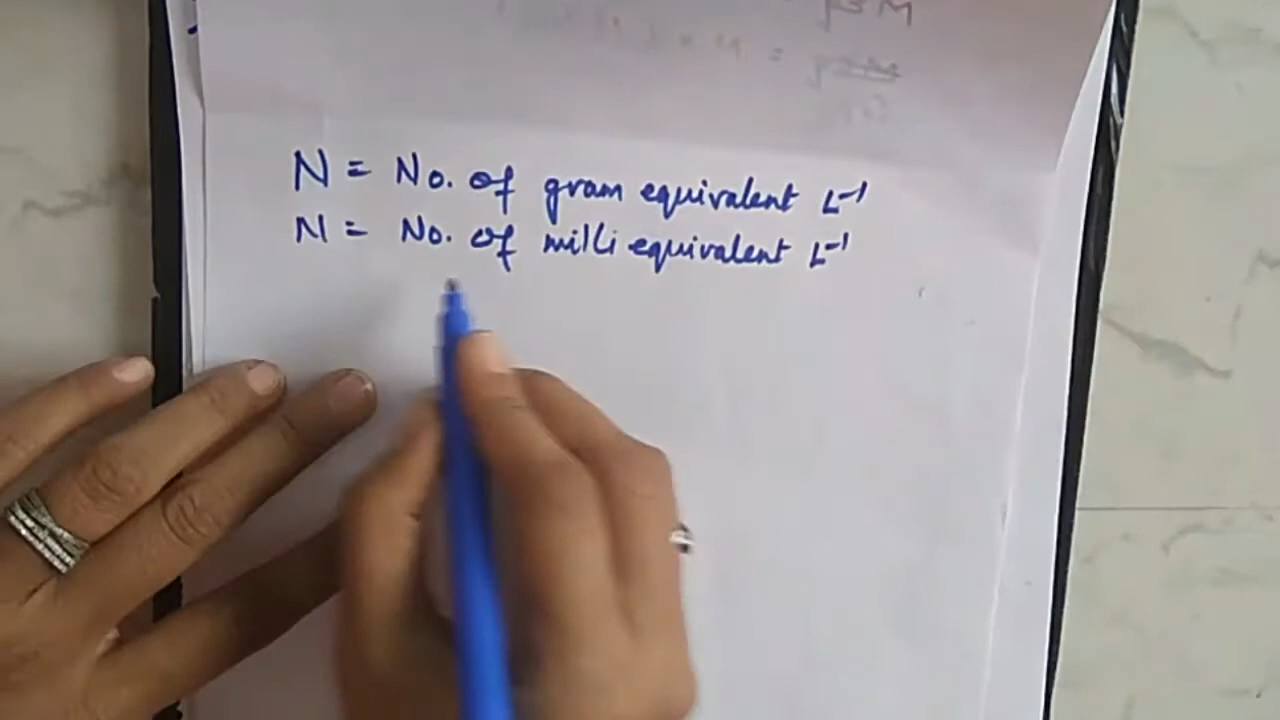 N = No. of gram equivalent L⁻¹
N = No. of milli equivalent L⁻¹